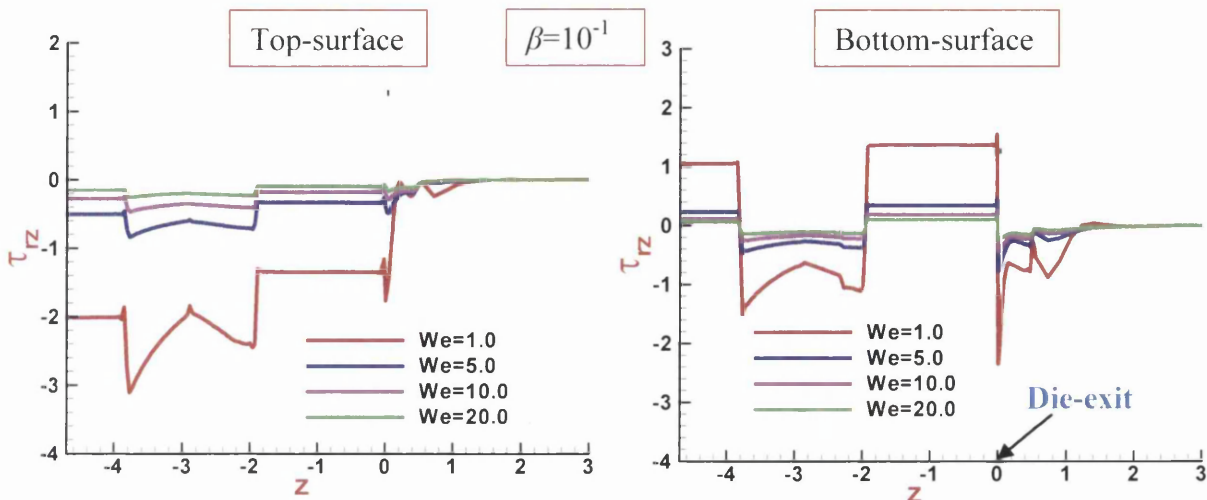 Top-surface
β=10⁻¹
Bottom-surface
2
1
0
-1
-2
-3
-4
τrz
-4
-3
-2
-1
0
1
2
3
z
We=1.0
We=5.0
We=10.0
We=20.0
3
2
1
0
-1
-2
-3
-4
τrz
-4
-3
-2
-1
0
1
2
3
z
We=1.0
We=5.0
We=10.0
We=20.0
Die-exit